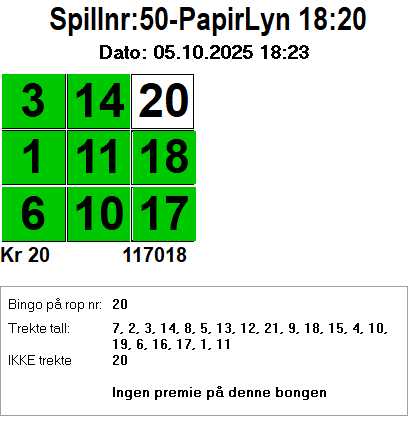 Spillnr:50-PapirLyn 18:20
Dato: 05.10.2025 18:23
3 14 20
1 11 18
6 10 17
Kr 20 117018
Bingo på rop nr: 20
Trekte tall: 7, 2, 3, 14, 8, 5, 13, 12, 21, 9, 18, 15, 4, 10,
19, 6, 16, 17, 1, 11
IKKE trekte 20
Ingen premie på denne bongen